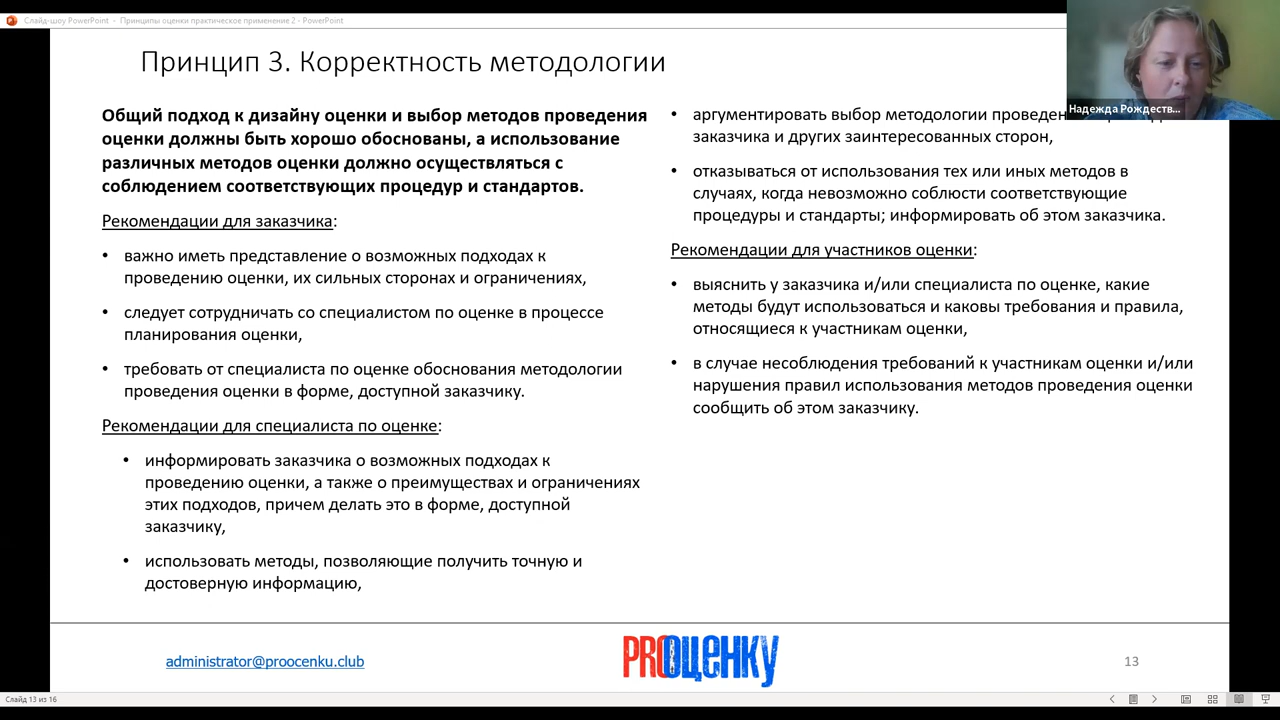 Слайд-шоу PowerPoint - Принципы оценки практическое применение 2 - PowerPoint
Принцип 3. Корректность методологии
Общий подход к дизайну оценки и выбор методов проведения
оценки должны быть хорошо обоснованы, а использование
различных методов оценки должно осуществляться с
соблюдением соответствующих процедур и стандартов.
Рекомендации для заказчика:
• важно иметь представление о возможных подходах к
проведению оценки, их сильных сторонах и ограничениях,
• следует сотрудничать со специалистом по оценке в процессе
планирования оценки,
• требовать от специалиста по оценке обоснования методологии
проведения оценки в форме, доступной заказчику.
Рекомендации для специалиста по оценке:
• информировать заказчика о возможных подходах к
проведению оценки, а также о преимуществах и ограничениях
этих подходов, причем делать это в форме, доступной
заказчику,
• использовать методы, позволяющие получить точную и
достоверную информацию,
• аргументировать выбор методологии
заказчика и других заинтересованных сторон,
• отказываться от использования тех или иных методов в
случаях, когда невозможно соблюсти соответствующие
процедуры и стандарты; информировать об этом заказчика.
Рекомендации для участников оценки:
• выяснить у заказчика и/или специалиста по оценке, какие
методы будут использоваться и каковы требования и правила,
относящиеся к участникам оценки,
• в случае несоблюдения требований к участникам оценки и/или
нарушения правил использования методов проведения оценки
сообщить об этом заказчику.
Надежда Рождеств...
administrator@proocenku.club
PROОЦЕНКУ
13
Слайд 13 из 16